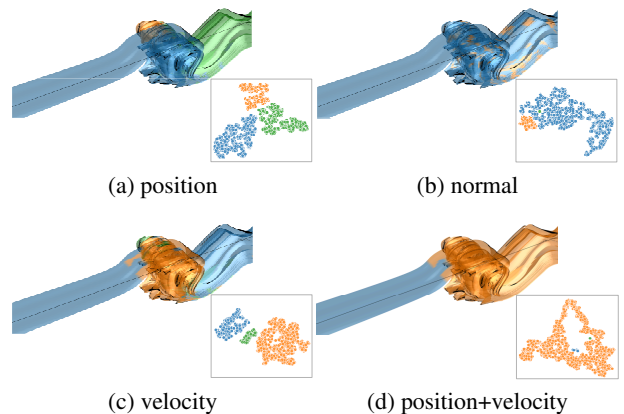 (a) position
(b) normal
(c) velocity
(d) position+velocity